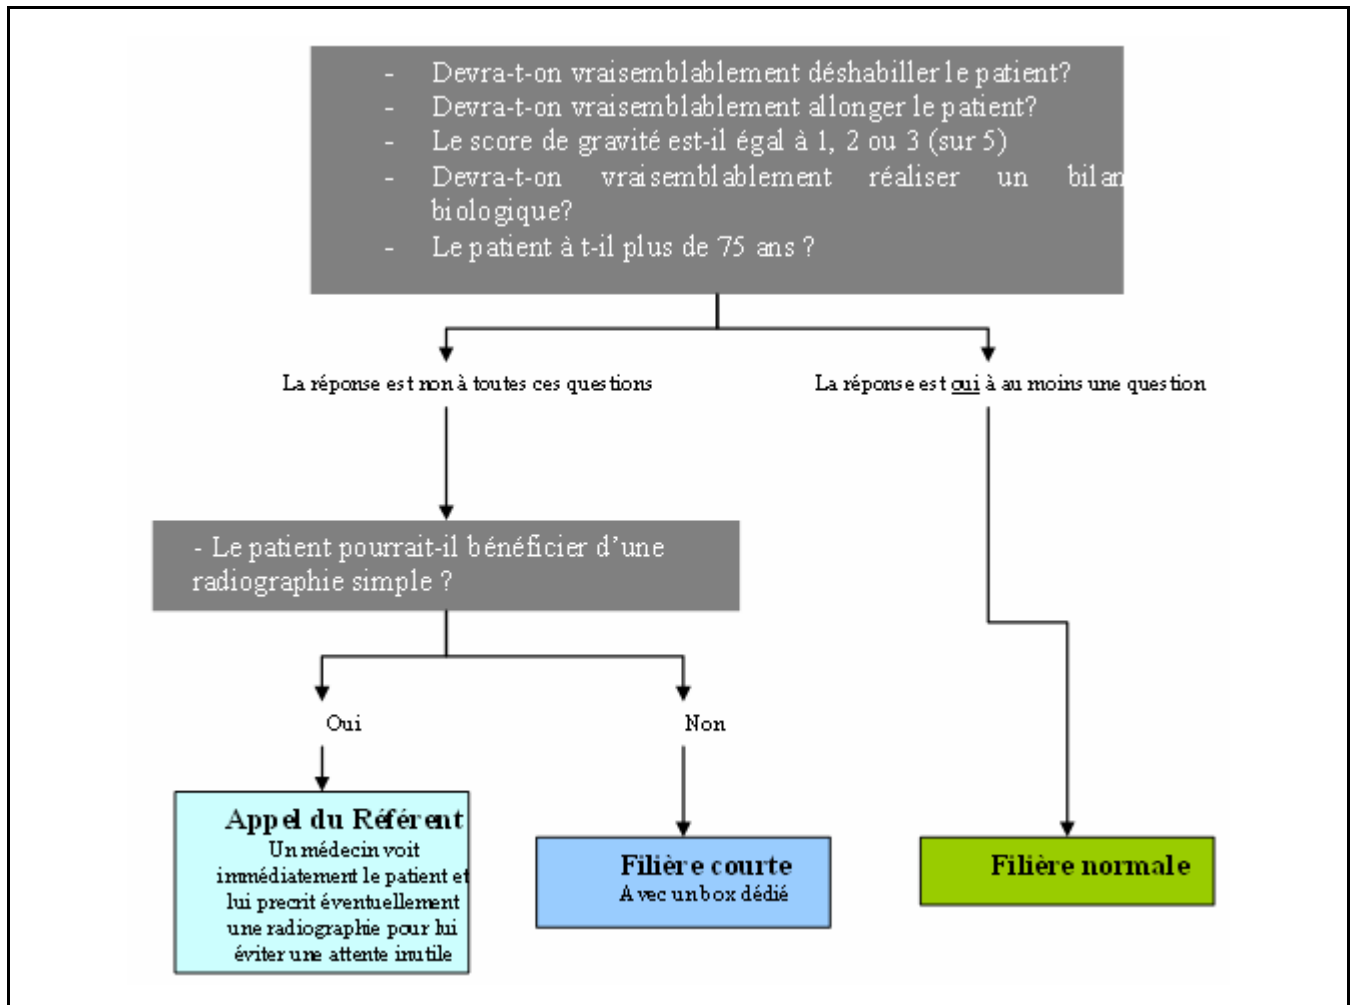 - Devra-t-on vraisemblablement déshabiller le patient?
- Devra-t-on vraisemblablement allonger le patient?
- Le score de gravité est-il égal à 1, 2 ou 3 (sur 5)
- Devra-t-on vraisemblablement réaliser un bilan
biologique?
- Le patient à t-il plus de 75 ans ?
La réponse est non à toutes ces questions
La réponse est oui à au moins une question
- Le patient pourrait-il bénéficier d'une
radiographie simple ?
Oui
Non
Appel du Référent
Un médecin voit
immédiatement le patient et
lui precrit éventuellement
une radiographie pour lui
éviter une attente inutile
Filière courte
Avec un box dédié
Filière normale